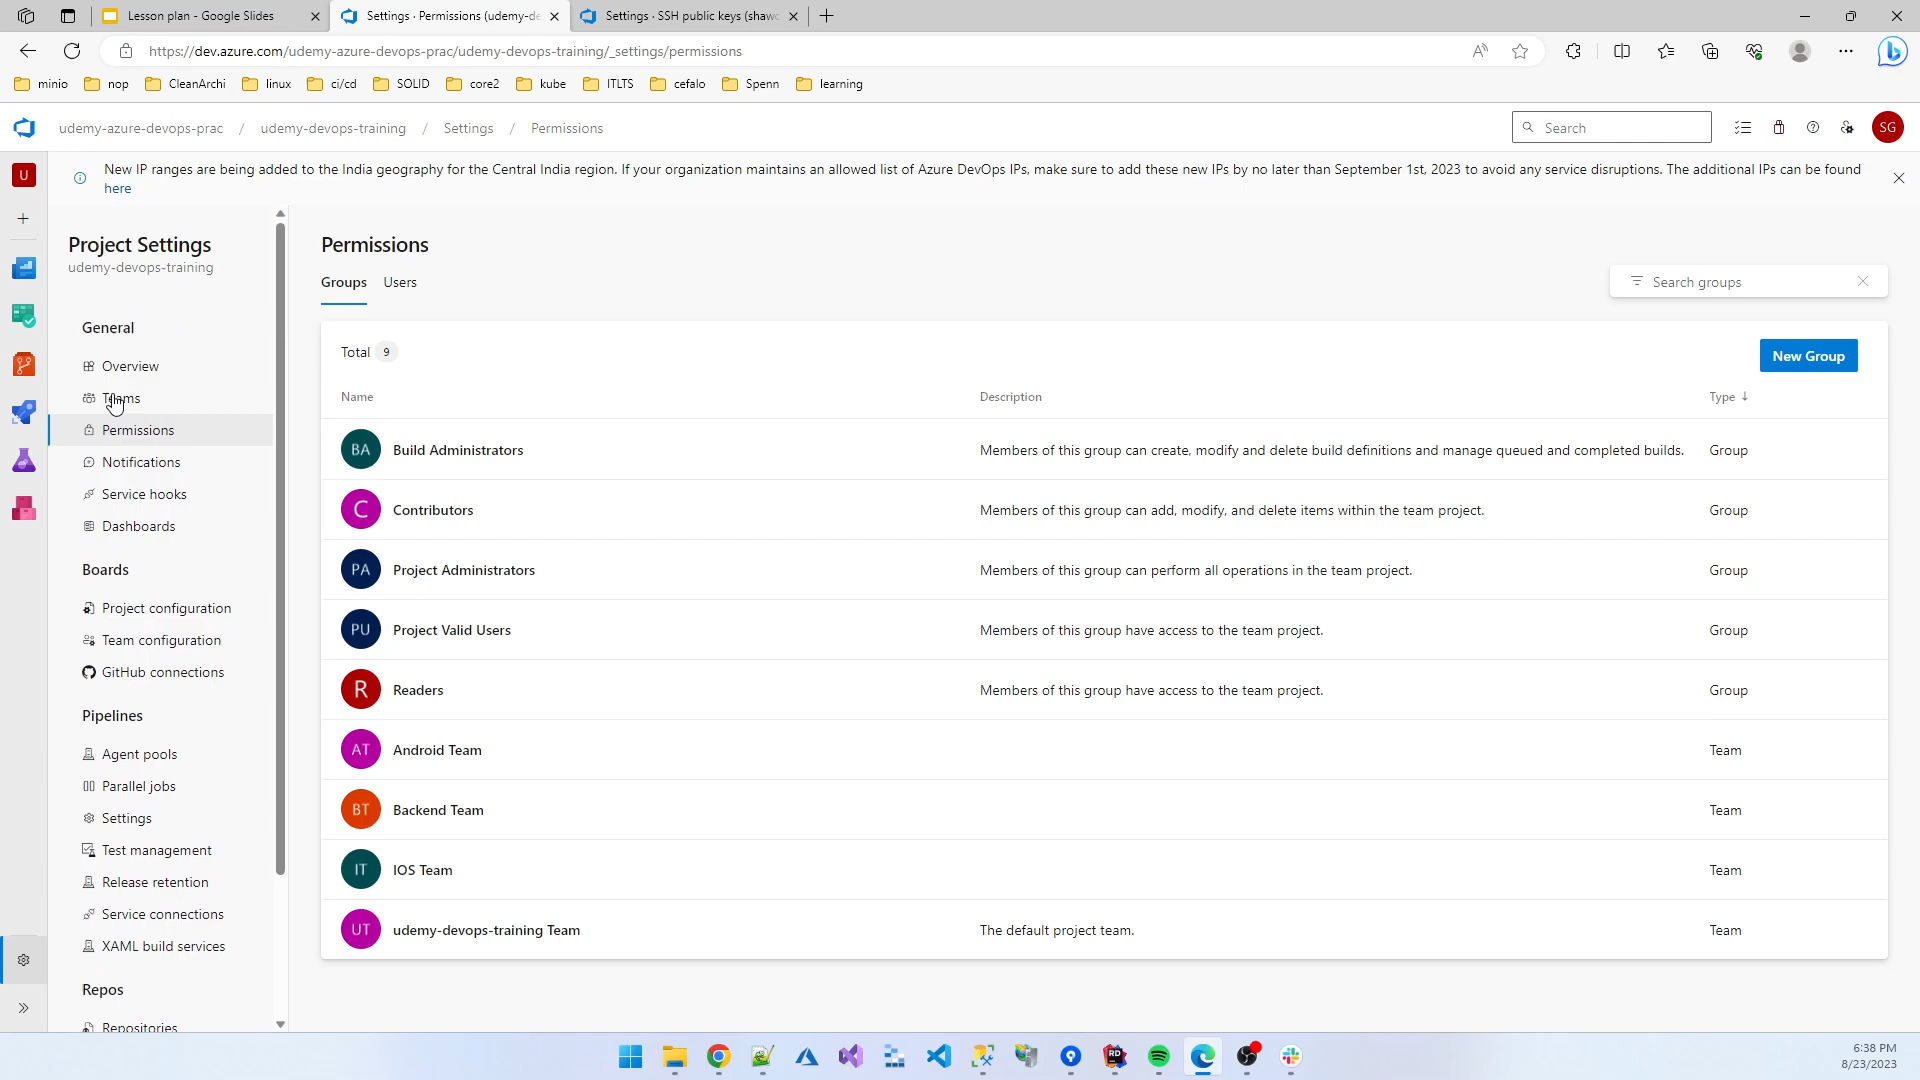 Lesson plan - Google Slides
Settings · Permissions (udemy-de
Settings · SSH public keys (shawc
https://dev.azure.com/udemy-azure-devops-prac/udemy-devops-training/_settings/permissions
minio
nop
CleanArchi
linux
ci/cd
SOLID
core2
kube
ITLTS
cefalo
Spenn
learning
udemy-azure-devops-prac / udemy-devops-training / Settings / Permissions
Search
SG
U
New IP ranges are being added to the India geography for the Central India region. If your organization maintains an allowed list of Azure DevOps IPs, make sure to add these new IPs by no later than September 1st, 2023 to avoid any service disruptions. The additional IPs can be found
here
Project Settings
udemy-devops-training
General
Overview
Teams
Permissions
Notifications
Service hooks
Dashboards
Boards
Project configuration
Team configuration
GitHub connections
Pipelines
Agent pools
Parallel jobs
Settings
Test management
Release retention
Service connections
XAML build services
Repos
Repositories
Permissions
Groups Users
Search groups
Total 9
New Group
Name Description Type
BA Build Administrators Members of this group can create, modify and delete build definitions and manage queued and completed builds. Group
C Contributors Members of this group can add, modify, and delete items within the team project. Group
PA Project Administrators Members of this group can perform all operations in the team project. Group
PU Project Valid Users Members of this group have access to the team project. Group
R Readers Members of this group have access to the team project. Group
AT Android Team Team
BT Backend Team Team
IT IOS Team Team
UT udemy-devops-training Team The default project team. Team
RD
6:38 PM
8/23/2023